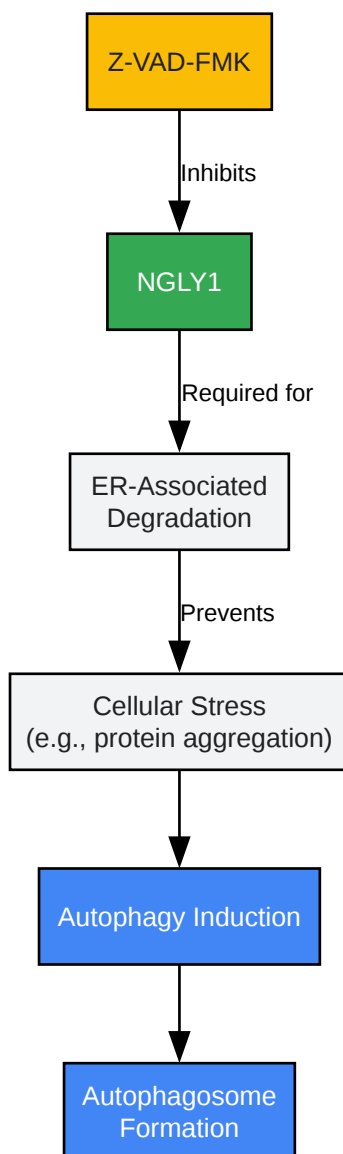 Z-VAD-FMK
Inhibits
NGLY1
Required for
ER-Associated
Degradation
Prevents
Cellular Stress
(e.g., protein aggregation)
Autophagy Induction
Autophagosome
Formation